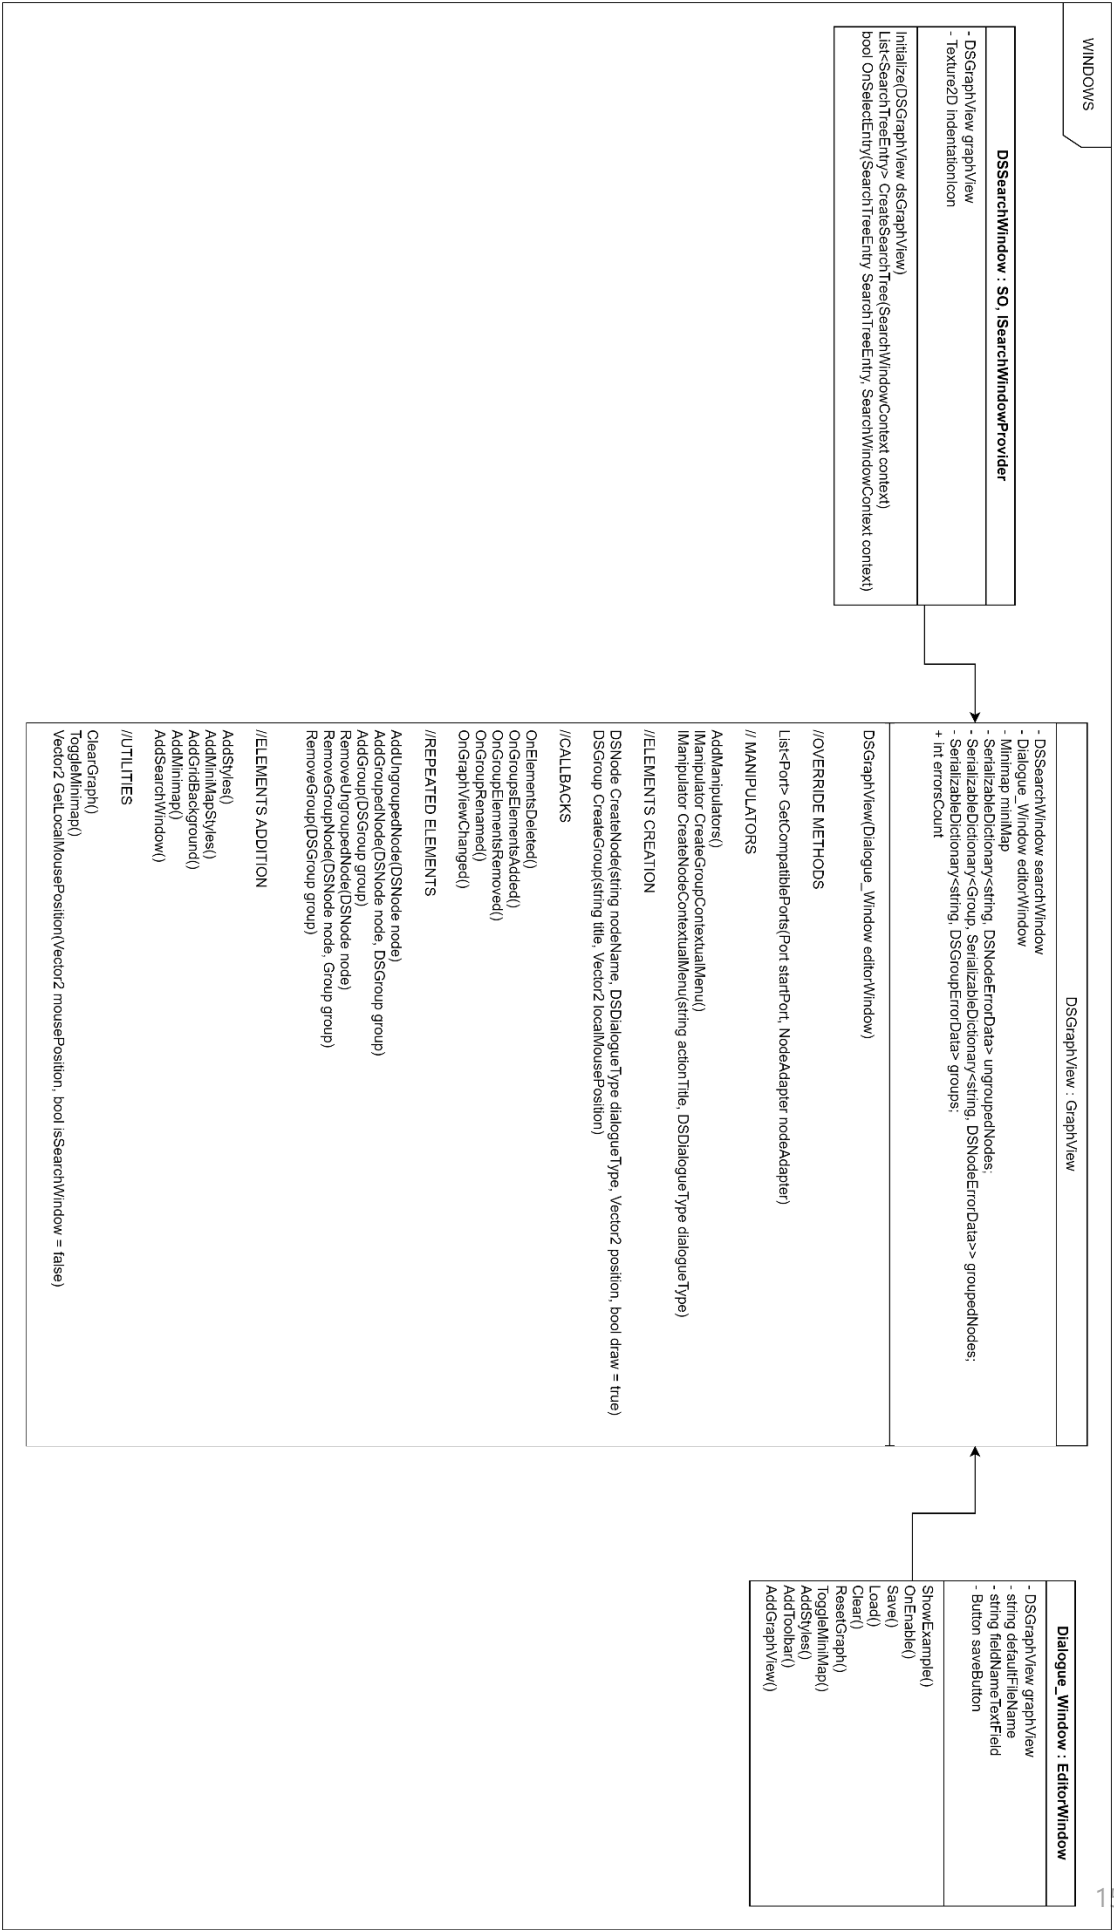 WINDOWS
DSSearchWindow : SO, ISearchWindowProvider
- DSGraphView graphView
- Texture2D indentationIcon
Initialize(DSGraphView dsGraphView)
List<SearchTreeEntry> CreateSearchTree(SearchWindowContext context)
bool OnSelectEntry(SearchTreeEntry SearchTreeEntry, SearchWindowContext context)
DSGraphView : GraphView
- DSSearchWindow searchWindow
- Dialogue_Window editorWindow
- Minimap miniMap
- SerializableDictionary<string, DSNodeErrorData> ungroupedNodes;
- SerializableDictionary<Group, SerializableDictionary<string, DSNodeErrorData>> groupedNodes;
- SerializableDictionary<string, DSGroupErrorData> groups;
+ int errorsCount
DSGraphView(Dialogue_Window editorWindow)
//OVERRIDE METHODS
List<Port> GetCompatiblePorts(Port startPort, NodeAdapter nodeAdapter)
// MANIPULATORS
AddManipulators()
IManipulator CreateGroupContextualMenu()
IManipulator CreateNodeContextualMenu(string actionTitle, DSDialogueType dialogueType)
//ELEMENTS CREATION
DSNode CreateNode(string nodeName, DSDialogueType dialogueType, Vector2 position, bool draw = true)
DSGroup CreateGroup(string title, Vector2 localMousePosition)
//CALLBACKS
OnElementsDeleted()
OnGroupsElementsAdded()
OnGroupElementsRemoved()
OnGroupRenamed()
OnGraphViewChanged()
//REPEATED ELEMENTS
AddUngroupedNode(DSNode node)
AddGroupedNode(DSNode node, DSGroup group)
AddGroup(DSGroup group)
RemoveUngroupedNode(DSNode node)
RemoveGroupNode(DSNode node, Group group)
RemoveGroup(DSGroup group)
//ELEMENTS ADDITION
AddStyles()
AddMiniMapStyles()
AddGridBackground()
AddMinimap()
AddSearchWindow()
//UTILITIES
ClearGraph()
ToggleMinimap()
Vector2 GetLocalMousePosition(Vector2 mousePosition, bool isSearchWindow = false)
Dialogue_Window : EditorWindow
- DSGraphView graphView
- string defaultFileName
- string fieldNameTextField
- Button saveButton
ShowExample()
OnEnable()
Save()
Load()
Clear()
ResetGraph()
ToggleMiniMap()
AddStyles()
AddToolbar()
AddGraphView()